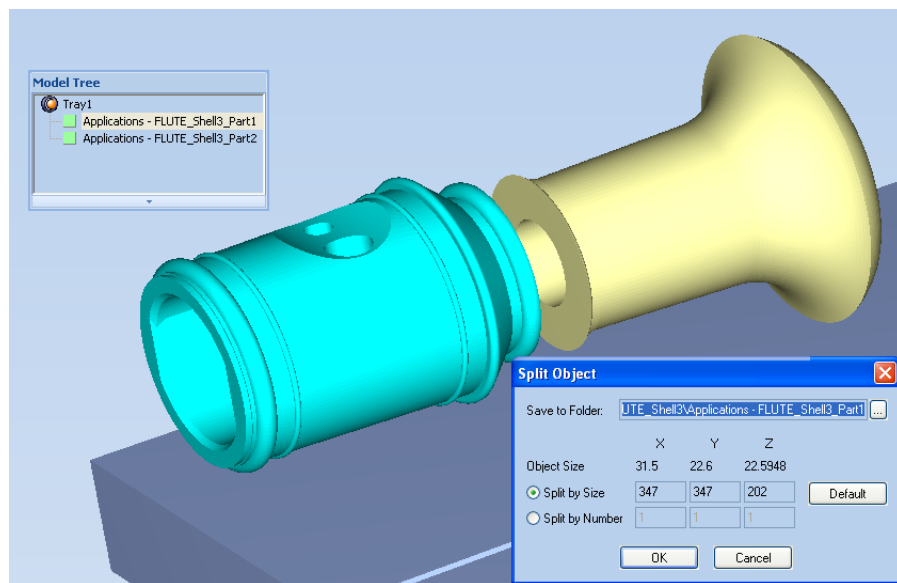 Model Tree
Tray1
Applications - FLUTE_Shell3_Part1
Applications - FLUTE_Shell3_Part2
Split Object
Save to Folder: UTE_Shell3\Applications - FLUTE_Shell3_Part1 ...
X Y Z
Object Size 31.5 22.6 22.5948
Split by Size 347 347 202 Default
Split by Number 1 1 1
OK Cancel